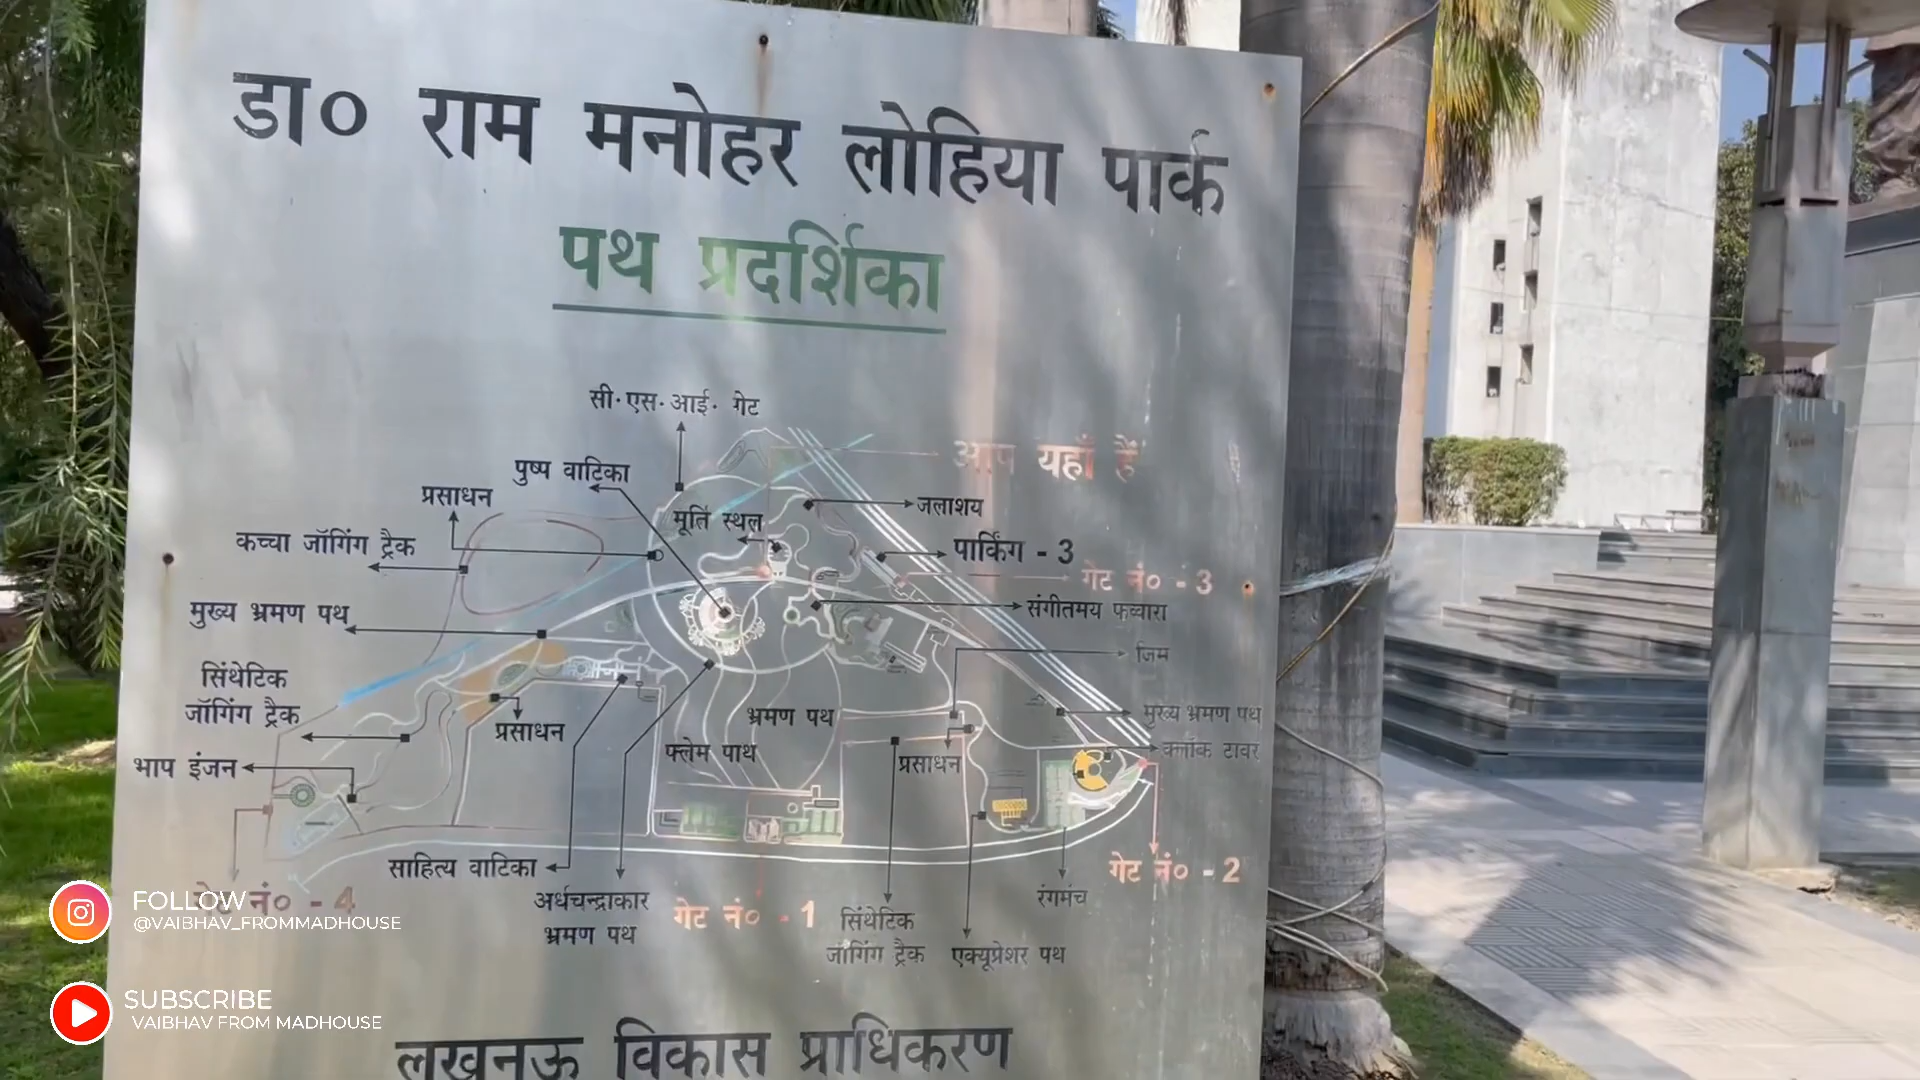 डा० राम मनोहर लोहिया पार्क
पथ प्रदर्शिका
सी.एस.आई. गेट
आप यहाँ हैं
पुष्प वाटिका
प्रसाधन
मूर्ति स्थल
जलाशय
कच्चा जॉगिंग ट्रैक
पार्किंग - 3
गेट नं० - 3
मुख्य भ्रमण पथ
संगीतमय फव्वारा
जिम
सिंथेटिक
जॉगिंग ट्रैक
प्रसाधन
भ्रमण पथ
मुख्य भ्रमण पथ
भाप इंजन
फ्लेम पाथ
प्रसाधन
क्लॉक टावर
साहित्य वाटिका
गेट नं० - 2
गेट नं० - 4
अर्धचन्द्राकार
भ्रमण पथ
गेट नं० - 1
सिंथेटिक
जॉगिंग ट्रैक
रंगमंच
एक्यूप्रेशर पथ
लखनऊ विकास प्राधिकरण
FOLLOW
@VAIBHAV_FROMMADHOUSE
SUBSCRIBE
VAIBHAV FROM MADHOUSE